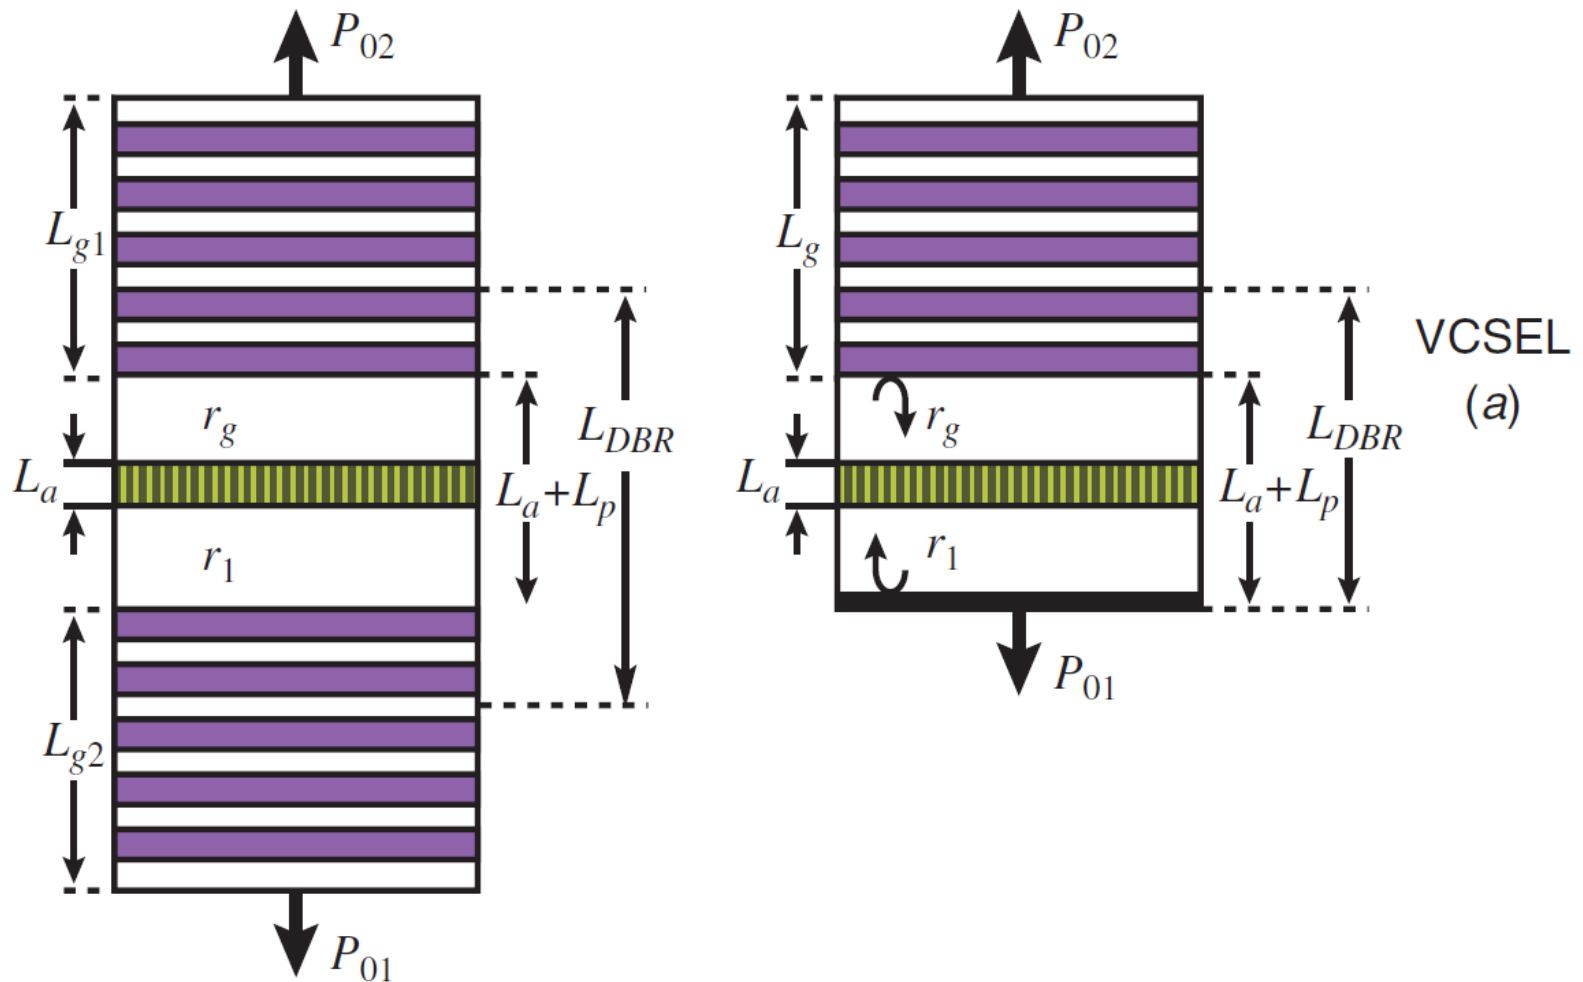 P02
Lg1
rg
La
r1
LDBR
La+Lp
Lg2
P01
P02
Lg
rg
La
r1
LDBR
La+Lp
P01
VCSEL
(a)